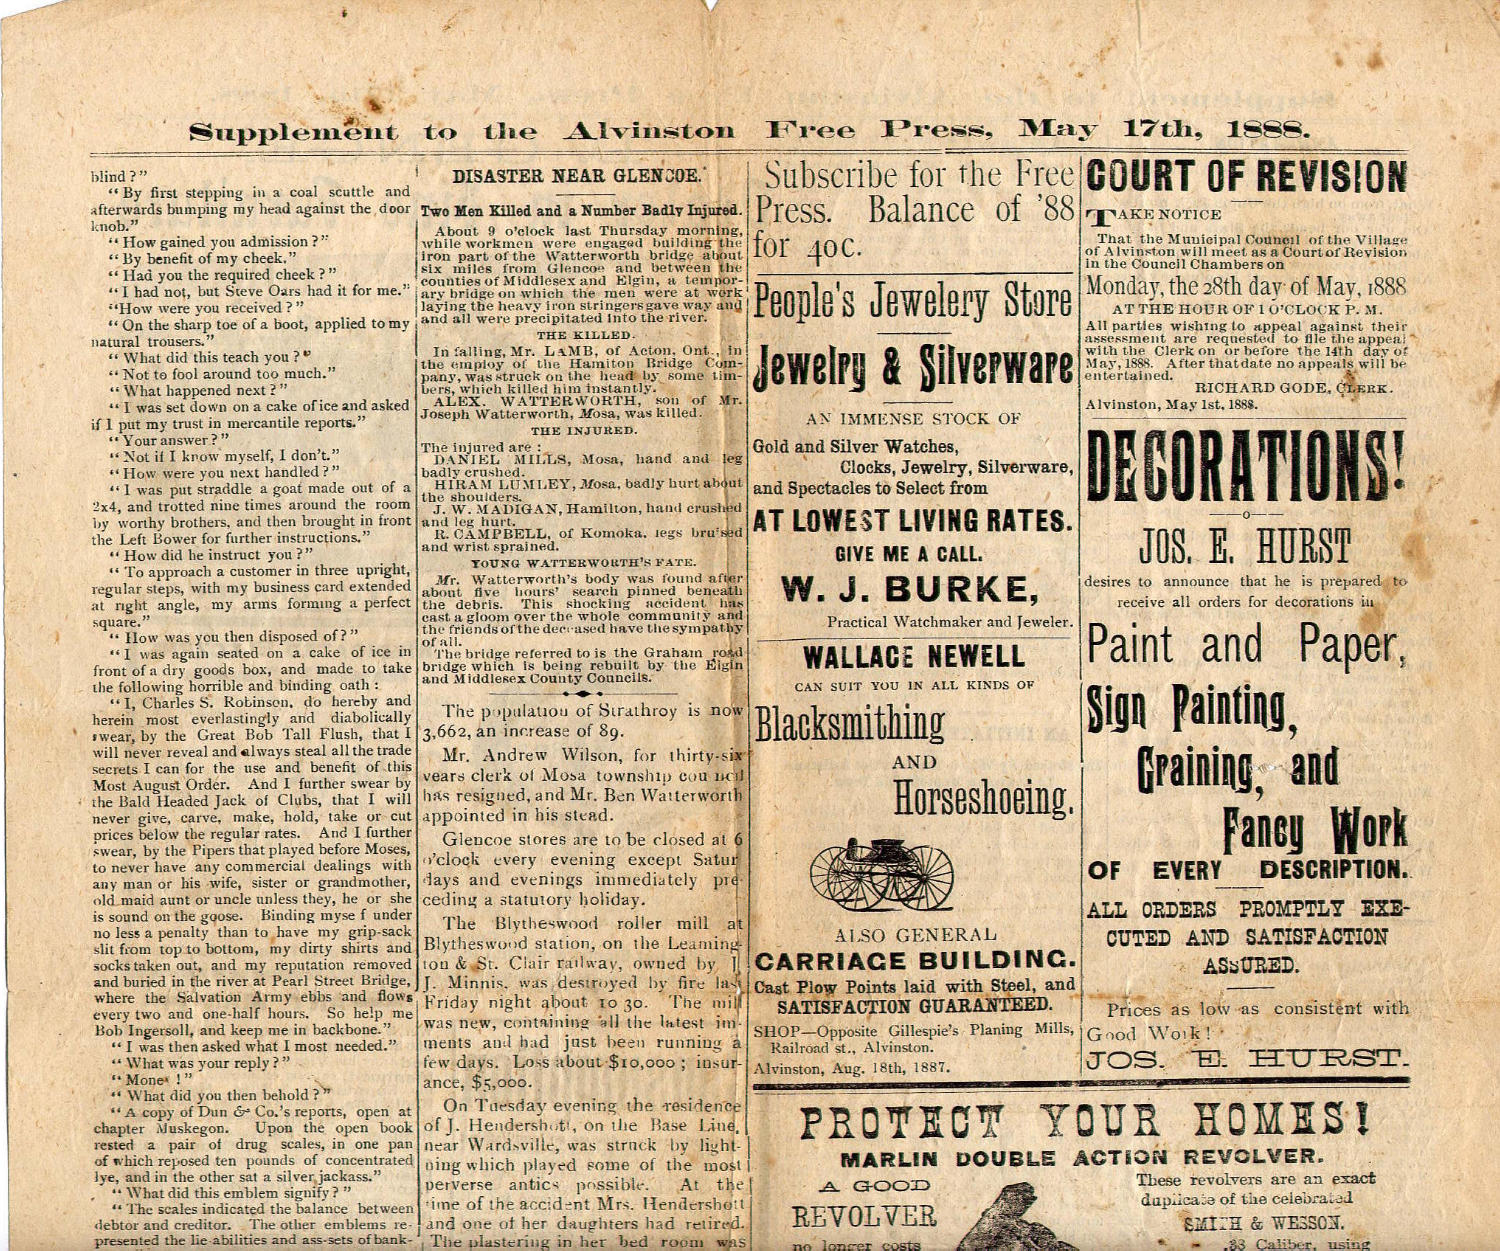 Supplement to the Alvinston Free Press, May 17th, 1888.
blind ?"
"By first stepping in a coal scuttle and
afterwards bumping my head against the door
knob."
"How gained you admission ?"
"By benefit of my cheek."
"Had you the required cheek ?"
"I had not, but Steve Oars had it for me."
"How were you received ?"
"On the sharp toe of a boot, applied to my
natural trousers."
"What did this teach you ?"
"Not to fool around too much."
"What happened next ?"
"I was set down on a cake of ice and asked
if I put my trust in mercantile reports."
"Your answer ?"
"Not if I know myself, I don't."
"How were you next handled ?"
"I was put straddle a goat made out of a
2x4, and trotted nine times around the room
by worthy brothers, and then brought in front
the Left Bower for further instructions."
"How did he instruct you ?"
"To approach a customer in three upright,
regular steps, with my business card extended
at right angle, my arms forming a perfect
square."
"How was you then disposed of ?"
"I was again seated on a cake of ice in
front of a dry goods box, and made to take
the following horrible and binding oath :
"I, Charles S. Robinson, do hereby and
herein most everlastingly and diabolically
swear, by the Great Bob Tall Flush, that I
will never reveal and always steal all the trade
secrets I can for the use and benefit of this
Most August Order. And I further swear by
the Bald Headed Jack of Clubs, that I will
never give, carve, make, hold, take or cut
prices below the regular rates. And I further
swear, by the Pipers that played before Moses,
to never have any commercial dealings with
any man or his wife, sister or grandmother,
old maid aunt or uncle unless they, he or she
is sound on the goose. Binding myse f under
no less a penalty than to have my grip-sack
slit from top to bottom, my dirty shirts and
socks taken out, and my reputation removed
and buried in the river at Pearl Street Bridge,
where the Salvation Army ebbs and flows
every two and one-half hours. So help me
Bob Ingersoll, and keep me in backbone."
"I was then asked what I most needed."
"What was your reply ?"
"Money !"
"What did you then behold ?"
"A copy of Dun & Co.'s reports, open at
chapter Muskegon. Upon the open book
rested a pair of drug scales, in one pan
of which reposed ten pounds of concentrated
lye, and in the other sat a silver jackass."
"What did this emblem signify ? "
"The scales indicated the balance between
debtor and creditor. The other emblems re-
presented the lie-abilities and ass-sets of bank-
DISASTER NEAR GLENCOE.
Two Men Killed and a Number Badly Injured.
About 9 o'clock last Thursday morning,
while workmen were engaged building the
iron part of the Watterworth bridge about
six miles from Glencoe and between the
counties of Middlesex and Elgin, a tempor-
ary bridge on which the men were at work
laying the heavy iron stringers gave way and
and all were precipitated into the river.
THE KILLED.
In falling, Mr. LAMB, of Acton, Ont., in
the employ of the Hamiton Bridge Com-
pany, was struck on the head by some tim-
bers, which killed him instantly.
ALEX. WATTERWORTH, son of Mr.
Joseph Watterworth, Mosa, was killed.
THE INJURED.
The injured are :
DANIEL MILLS, Mosa, hand and leg
badly crushed.
HIRAM LUMLEY, Mosa, badly hurt about
the shoulders.
J. W. MADIGAN, Hamilton, hand crushed
and leg hurt.
R. CAMPBELL, of Komoka, legs bruised
and wrist sprained.
YOUNG WATTERWORTH'S FATE.
Mr. Watterworth's body was found after
about five hours' search pinned beneath
the debris. This shocking accident has
cast a gloom over the whole community and
the friends of the deceased have the sympathy
of all.
The bridge referred to is the Graham road
bridge which is being rebuilt by the Elgin
and Middlesex County Councils.
The population of Strathroy is now
3,662, an increase of 89.
Mr. Andrew Wilson, for thirty-six
years clerk of Mosa township council
has resigned, and Mr. Ben Watterworth
appointed in his stead.
Glencoe stores are to be closed at 6
o'clock every evening except Satur
days and evenings immediately pre-
ceding a statutory holiday.
The Blytheswood roller mill at
Blytheswood station, on the Leaming-
ton & St. Clair railway, owned by J.
J. Minnis, was destroyed by fire last
Friday night about 10 30. The mill
was new, containing all the latest im-
ments and had just been running a
few days. Loss about $10,000 ; insur-
ance, $5,000.
On Tuesday evening the residence
of J. Hendershott, on the Base Line,
near Wardsville, was struck by light-
ning which played some of the most
perverse antics possible. At the
time of the accident Mrs. Hendershott
and one of her daughters had retired.
The plastering in her bed room was
Subscribe for the Free
Press. Balance of '88
for 40c.
People's Jewelery Store
Jewelry & Silverware
AN IMMENSE STOCK OF
Gold and Silver Watches,
Clocks, Jewelry, Silverware,
and Spectacles to Select from
AT LOWEST LIVING RATES.
GIVE ME A CALL.
W. J. BURKE,
Practical Watchmaker and Jeweler.
WALLACE NEWELL
CAN SUIT YOU IN ALL KINDS OF
Blacksmithing
AND
Horseshoeing.
ALSO GENERAL
CARRIAGE BUILDING.
Cast Plow Points laid with Steel, and
SATISFACTION GUARANTEED.
SHOP—Opposite Gillespie's Planing Mills,
Railroad st., Alvinston.
Alvinston, Aug. 18th, 1887.
COURT OF REVISION
TAKE NOTICE
That the Municipal Council of the Village
of Alvinston will meet as a Court of Revision
in the Council Chambers on
Monday, the 28th day of May, 1888
AT THE HOUR OF 1 O'CLOCK P. M.
All parties wishing to appeal against their
assessment are requested to file the appeal
with the Clerk on or before the 14th day of
May, 1888. After that date no appeals will be
entertained.
RICHARD GODE, CLERK.
Alvinston, May 1st, 1888.
DECORATIONS!
—o—
JOS. E. HURST
desires to announce that he is prepared to
receive all orders for decorations in
Paint and Paper,
Sign Painting,
Graining, and
Fancy Work
OF EVERY DESCRIPTION.
ALL ORDERS PROMPTLY EXE-
CUTED AND SATISFACTION
ASSURED.
Prices as low as consistent with
Good Work !
JOS. E. HURST.
PROTECT YOUR HOMES!
MARLIN DOUBLE ACTION REVOLVER.
A GOOD
REVOLVER
no longer costs
These revolvers are an exact
duplicate of the celebrated
SMITH & WESSON.
.38 Caliber, using